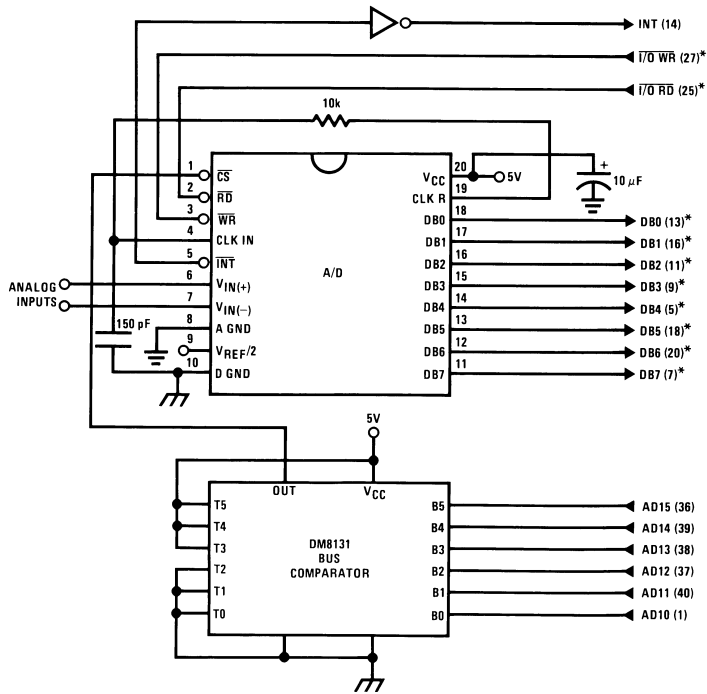 INT (14)
I/O WR (27)*
I/O RD (25)*
10k
1
CS
2
RD
3
WR
4
CLK IN
5
INT
6
VIN(+)
7
VIN(−)
8
A GND
9
VREF/2
10
D GND
A/D
20
VCC
5V
19
CLK R
18
DB0
17
DB1
16
DB2
15
DB3
14
DB4
13
DB5
12
DB6
11
DB7
+
10 μF
DB0 (13)*
DB1 (16)*
DB2 (11)*
DB3 (9)*
DB4 (5)*
DB5 (18)*
DB6 (20)*
DB7 (7)*
ANALOG
INPUTS
150 pF
5V
OUT
VCC
T5
T4
T3
T2
T1
T0
DM8131
BUS
COMPARATOR
B5
B4
B3
B2
B1
B0
AD15 (36)
AD14 (39)
AD13 (38)
AD12 (37)
AD11 (40)
AD10 (1)